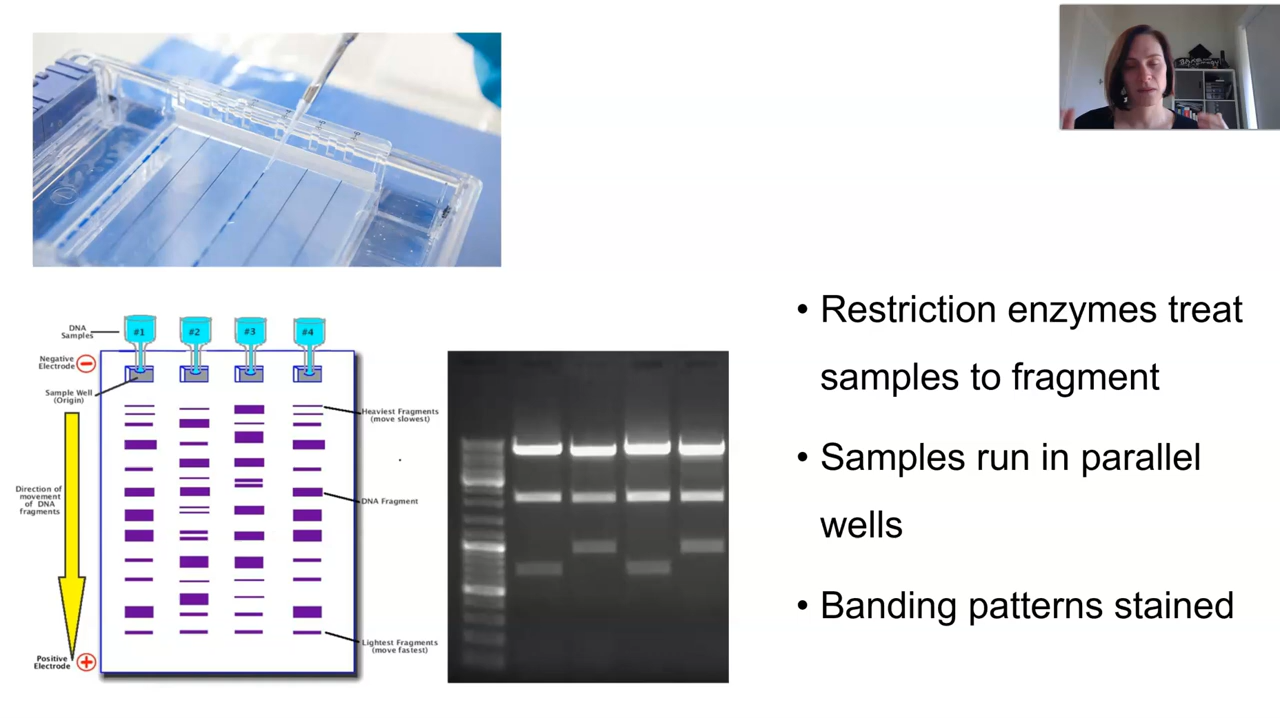 #1
#2
#3
#4
DNA
Samples
Negative
Electrode
−
Sample Well
(Origin)
Heaviest Fragments
(move slowest)
Direction of
movement
of DNA
fragments
DNA Fragment
Lightest Fragments
(move fastest)
Positive
Electrode
+
• Restriction enzymes treat
samples to fragment
• Samples run in parallel
wells
• Banding patterns stained